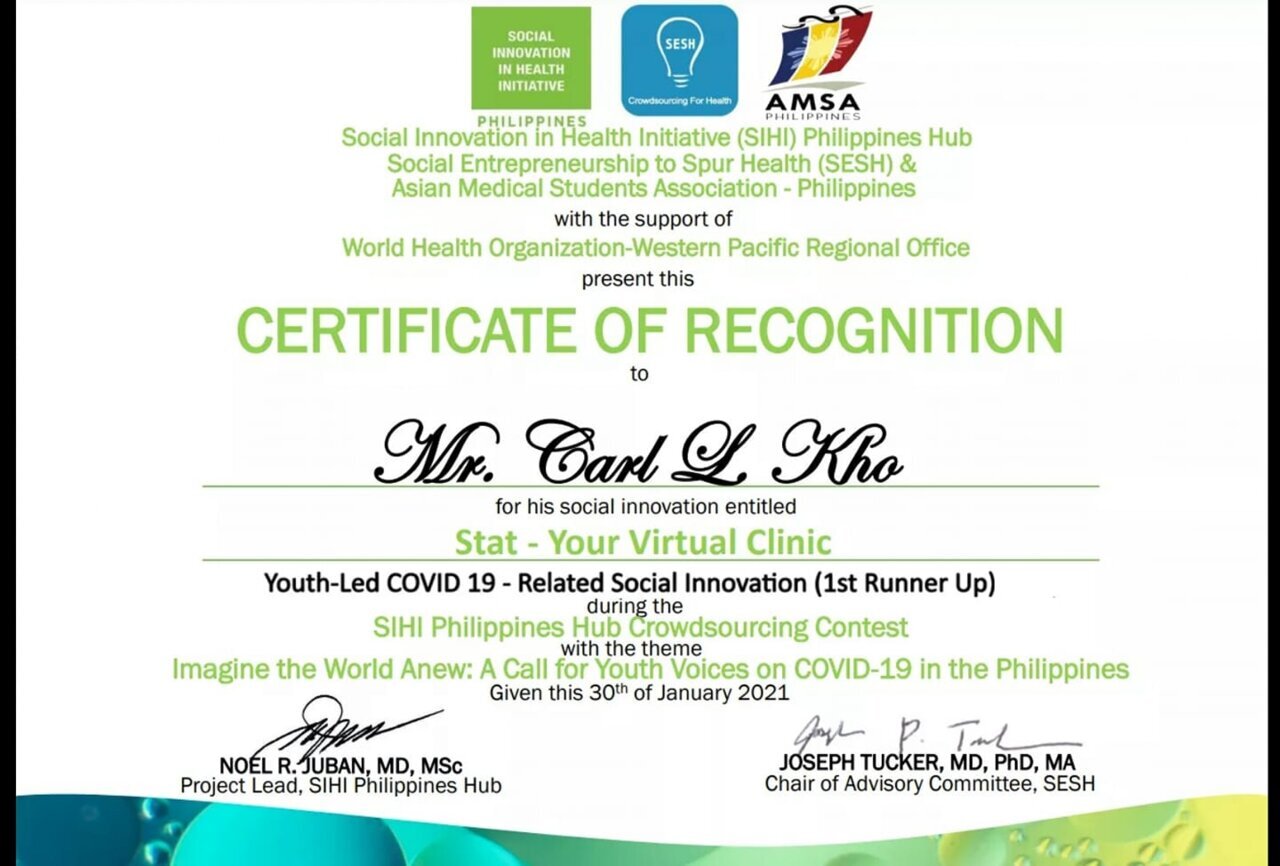 SOCIAL
INNOVATION
IN HEALTH
INITIATIVE
PHILIPPINES
SESH
Crowdsourcing For Health
AMSA
PHILIPPINES
Social Innovation in Health Initiative (SIHI) Philippines Hub
Social Entrepreneurship to Spur Health (SESH) &
Asian Medical Students Association - Philippines
with the support of
World Health Organization-Western Pacific Regional Office
present this
CERTIFICATE OF RECOGNITION
to
Mr. Carl L. Kho
for his social innovation entitled
Stat - Your Virtual Clinic
Youth-Led COVID 19 - Related Social Innovation (1st Runner Up)
during the
SIHI Philippines Hub Crowdsourcing Contest
with the theme
Imagine the World Anew: A Call for Youth Voices on COVID-19 in the Philippines
Given this 30th of January 2021
NOEL R. JUBAN, MD, MSc
Project Lead, SIHI Philippines Hub
JOSEPH TUCKER, MD, PhD, MA
Chair of Advisory Committee, SESH